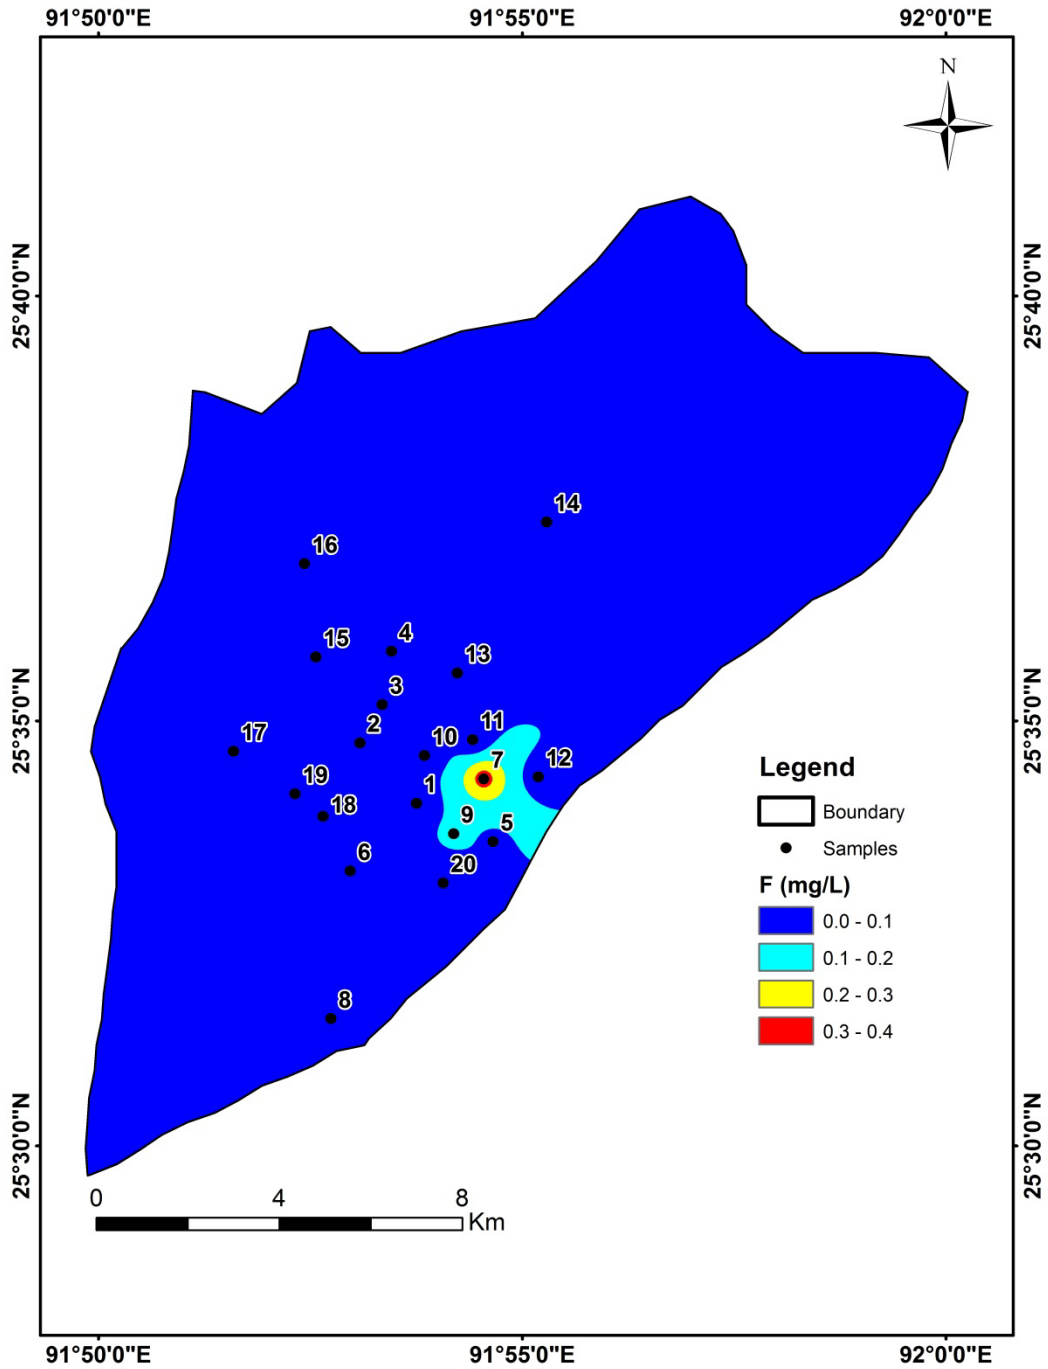 91°50'0"E 91°55'0"E 92°0'0"E
N
25°40'0"N 25°40'0"N
14
16
15 4
13
3
25°35'0"N 25°35'0"N
17 2 11
10
7 12
19 1
18 9 5
6 20
8
Legend
Boundary
Samples
F (mg/L)
0.0 - 0.1
0.1 - 0.2
0.2 - 0.3
0.3 - 0.4
25°30'0"N 25°30'0"N
0 4 8
Km
91°50'0"E 91°55'0"E 92°0'0"E